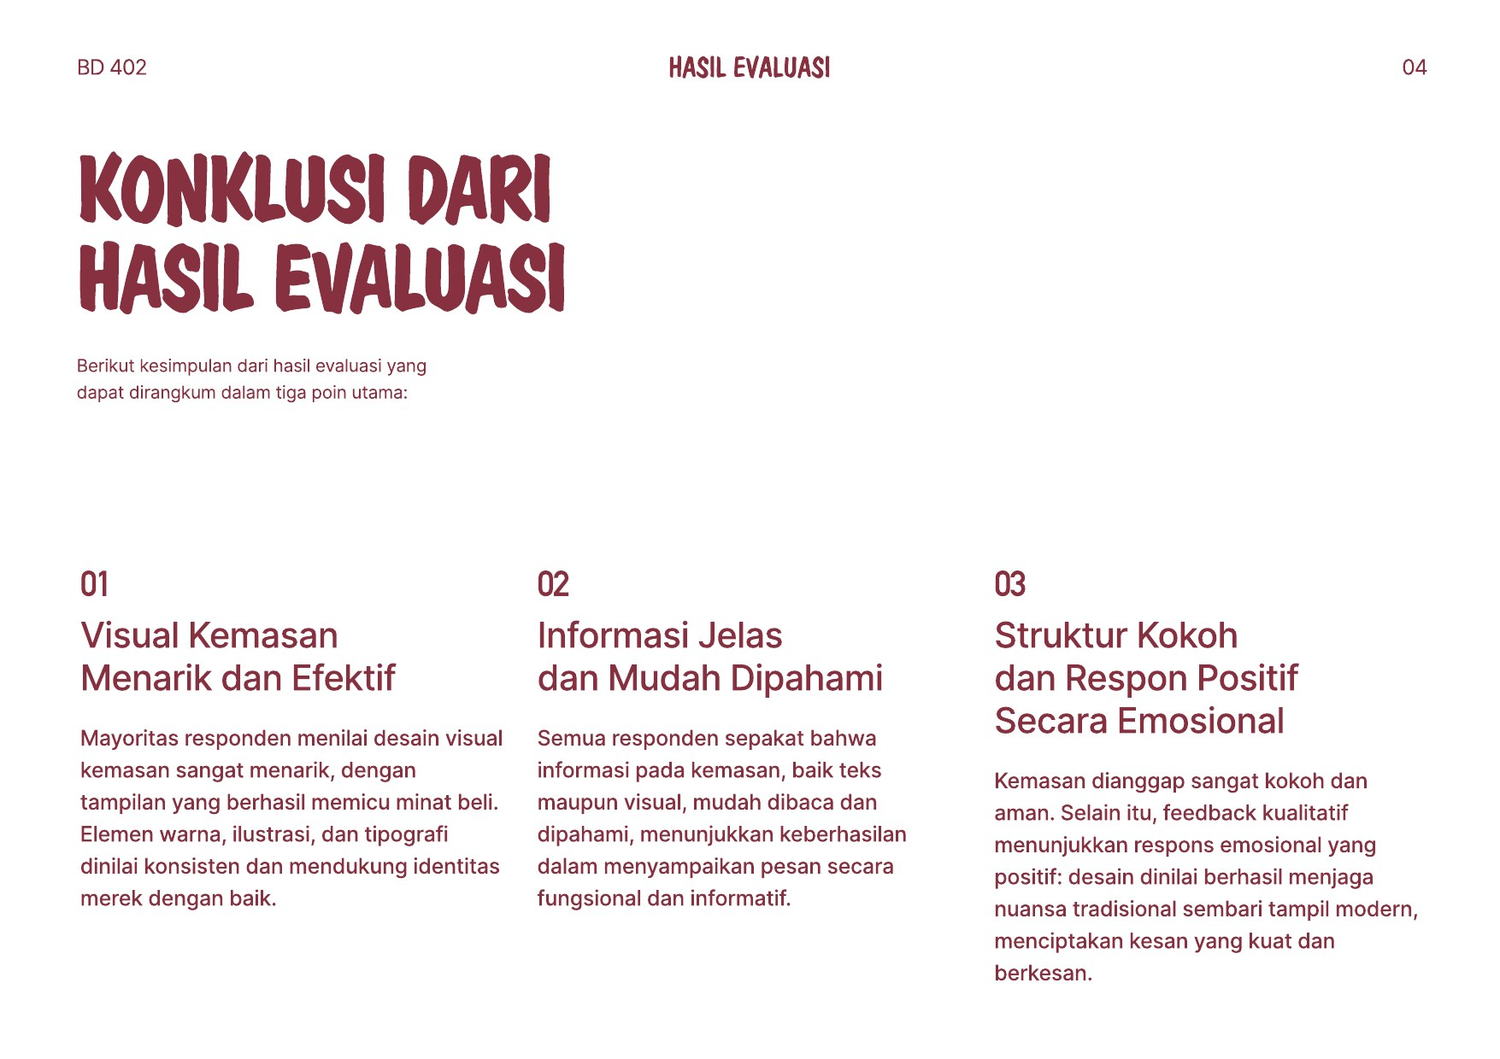 BD 402
HASIL EVALUASI
04
KONKLUSI DARI
HASIL EVALUASI
Berikut kesimpulan dari hasil evaluasi yang
dapat dirangkum dalam tiga poin utama:
01
Visual Kemasan
Menarik dan Efektif
Mayoritas responden menilai desain visual
kemasan sangat menarik, dengan
tampilan yang berhasil memicu minat beli.
Elemen warna, ilustrasi, dan tipografi
dinilai konsisten dan mendukung identitas
merek dengan baik.
02
Informasi Jelas
dan Mudah Dipahami
Semua responden sepakat bahwa
informasi pada kemasan, baik teks
maupun visual, mudah dibaca dan
dipahami, menunjukkan keberhasilan
dalam menyampaikan pesan secara
fungsional dan informatif.
03
Struktur Kokoh
dan Respon Positif
Secara Emosional
Kemasan dianggap sangat kokoh dan
aman. Selain itu, feedback kualitatif
menunjukkan respons emosional yang
positif: desain dinilai berhasil menjaga
nuansa tradisional sembari tampil modern,
menciptakan kesan yang kuat dan
berkesan.